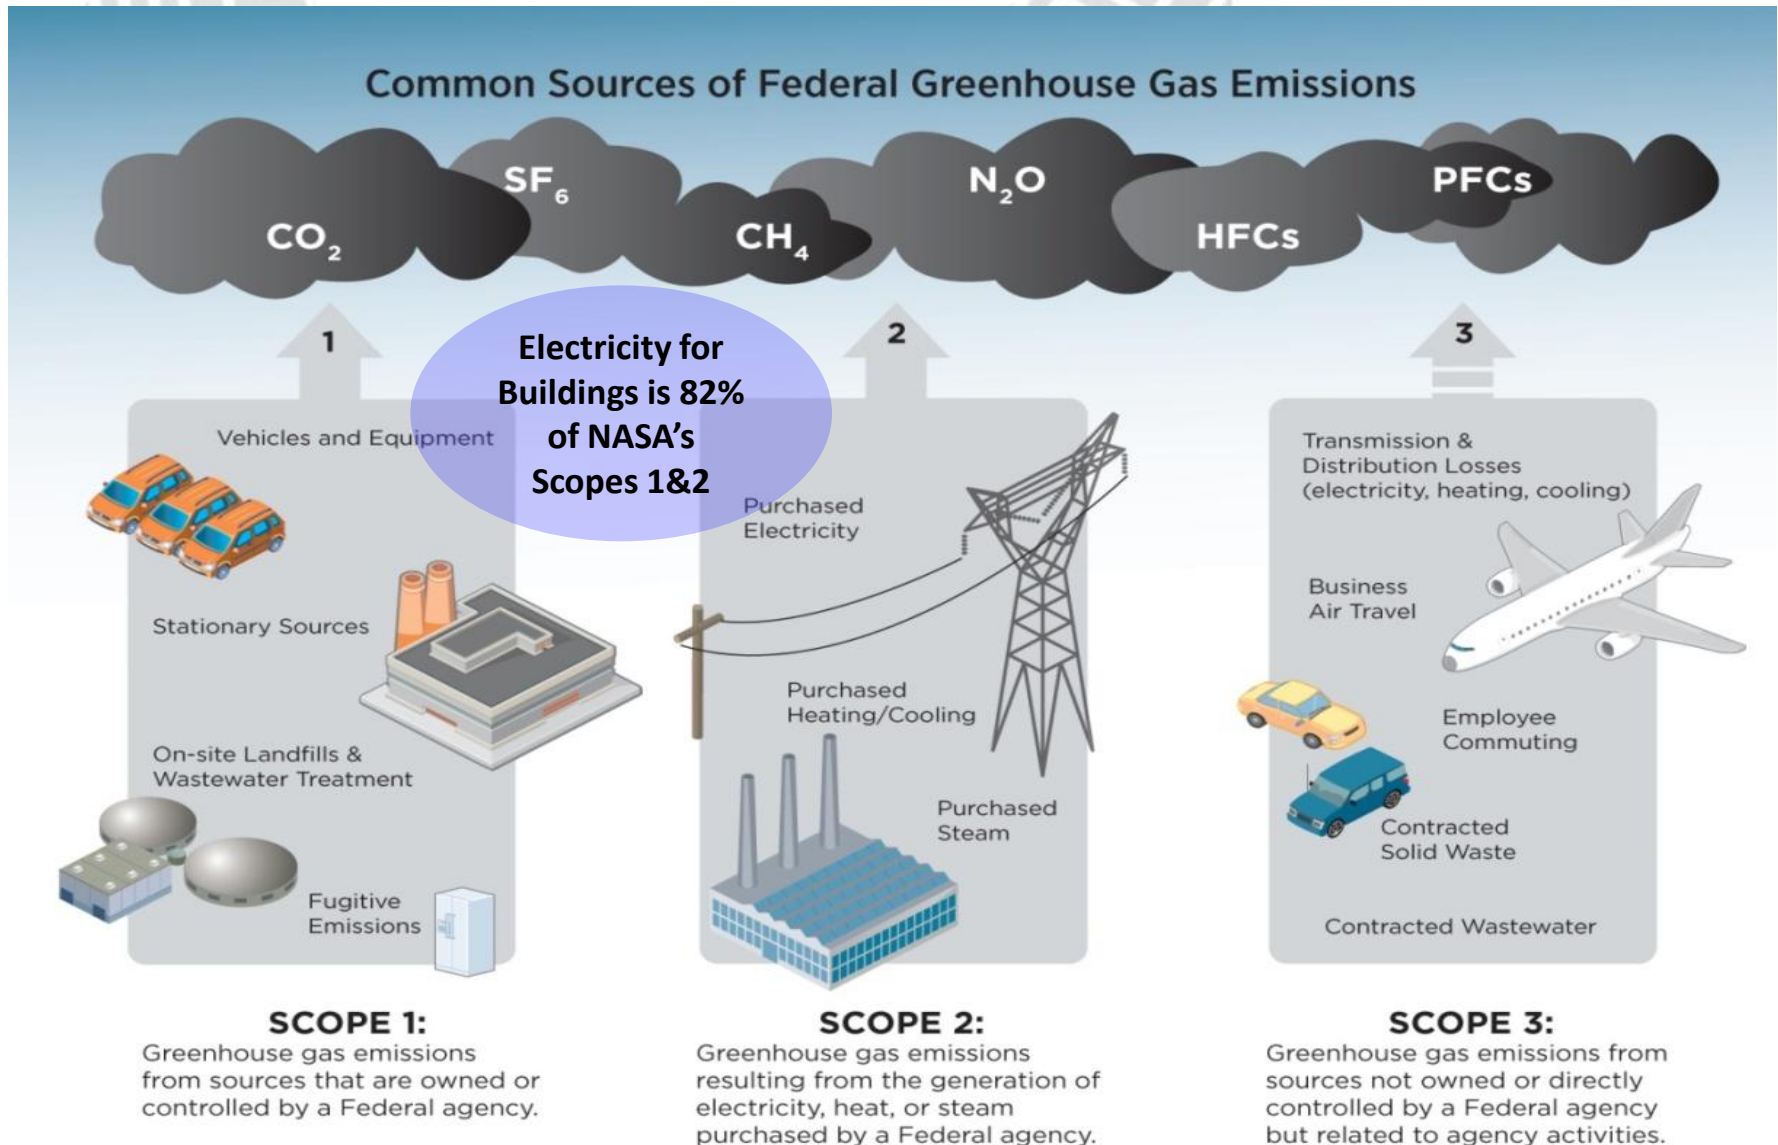 Common Sources of Federal Greenhouse Gas Emissions
CO₂
SF₆
CH₄
N₂O
HFCs
PFCs
1
Electricity for
Buildings is 82%
of NASA’s
Scopes 1&2
2
3
Vehicles and Equipment
Stationary Sources
On-site Landfills &
Wastewater Treatment
Fugitive
Emissions
Purchased
Electricity
Purchased
Heating/Cooling
Purchased
Steam
Transmission &
Distribution Losses
(electricity, heating, cooling)
Business
Air Travel
Employee
Commuting
Contracted
Solid Waste
Contracted Wastewater
SCOPE 1:
Greenhouse gas emissions
from sources that are owned or
controlled by a Federal agency.
SCOPE 2:
Greenhouse gas emissions
resulting from the generation of
electricity, heat, or steam
purchased by a Federal agency.
SCOPE 3:
Greenhouse gas emissions from
sources not owned or directly
controlled by a Federal agency
but related to agency activities.